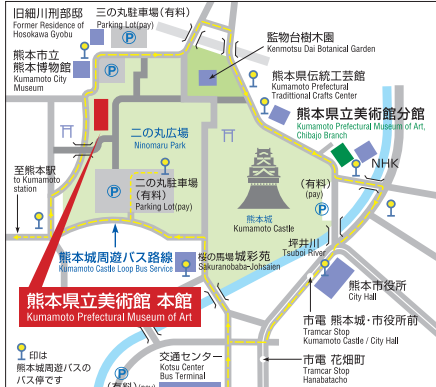 旧細川刑部邸
Former Residence of
Hosokawa Gyobu
三の丸駐車場(有料)
Parking Lot(pay)
P
監物台樹木園
Kenmotsu Dai Botanical Garden
熊本市立
熊本博物館
Kumamoto City
Museum
P
熊本県伝統工芸館
Kumamoto Prefectural
Traditional Crafts Center
熊本県立美術館分館
Kumamoto Prefectural Museum of Art,
Chibajo Branch
二の丸広場
Ninomaru Park
NHK
至熊本駅
to Kumamoto
station
二の丸駐車場
(有料)
Parking Lot(pay)
P
熊本城
Kumamoto Castle
(有料)
(pay)
P
坪井川
Tsuboi River
熊本城周遊バス路線
Kumamoto Castle Loop Bus Service
桜の馬場城彩苑
Sakuranobaba-Johsaien
熊本県立美術館 本館
Kumamoto Prefectural Museum of Art
熊本市役所
City Hall
市電 熊本城・市役所前
Tramcar Stop
Kumamoto Castle / City Hall
印は
熊本城周遊バスの
バス停です
交通センター
Kotsu Center
Bus Terminal
市電 花畑町
Tramcar Stop
Hanabatacho
P
(有料)(pay)